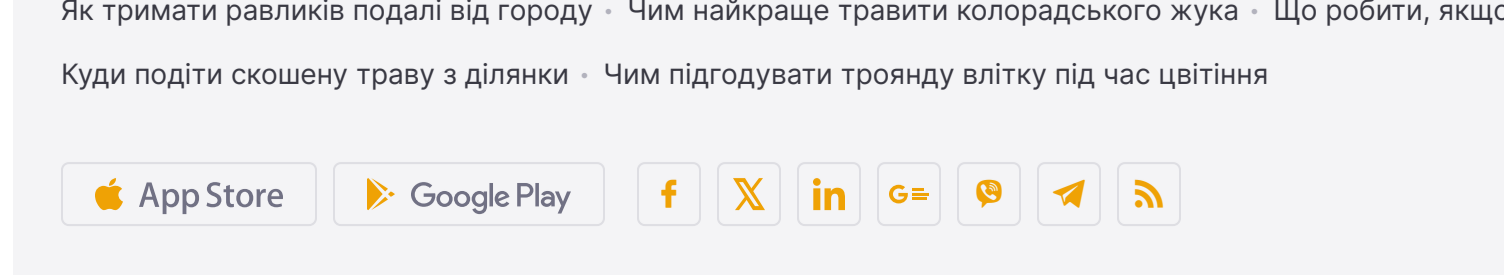 Як тримати равликів подалі від городу • Чим найкраще травити колорадського жука • Що робити, якщо
Куди подіти скошену траву з ділянки • Чим підгодувати троянду влітку під час цвітіння
App Store Google Play f X in G